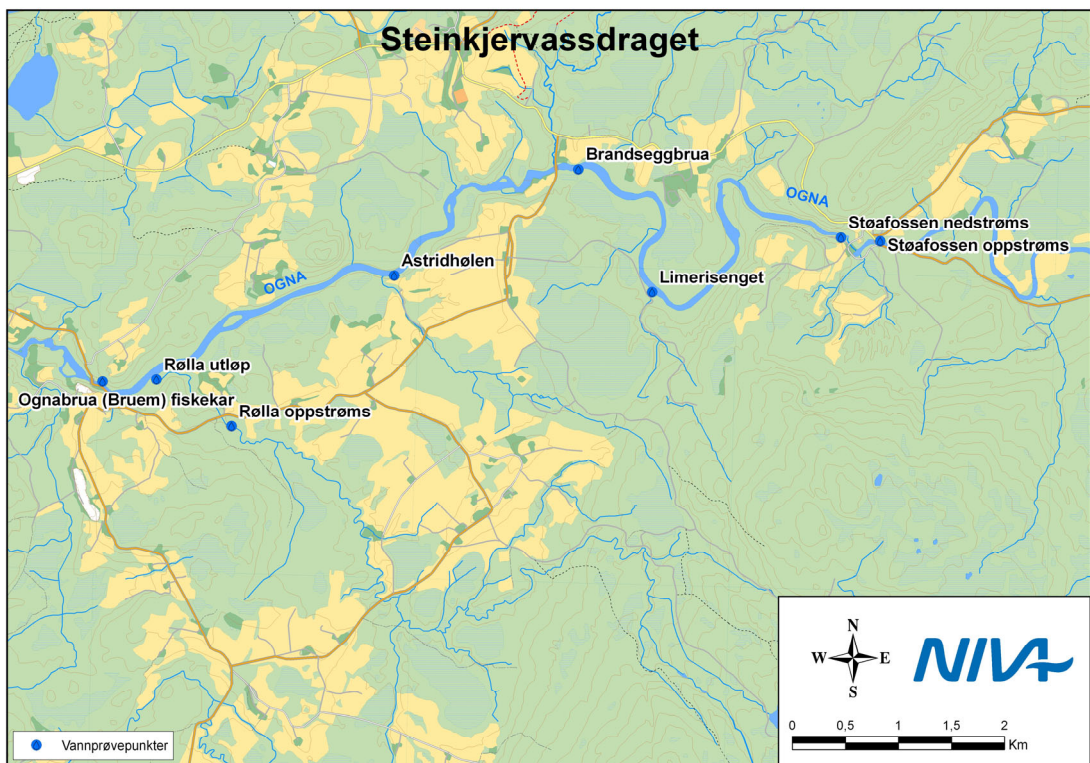 Steinkjervassdraget
Brandseggbrua
OGNA
Støafossen nedstrøms
Støafossen oppstrøms
Astridhølen
Limerisenget
OGNA
Rølla utløp
Ognabrua (Bruem) fiskekar
Rølla oppstrøms
N
W E
S
NIVA
0 0,5 1 1,5 2
Km
Vannprøvepunkter